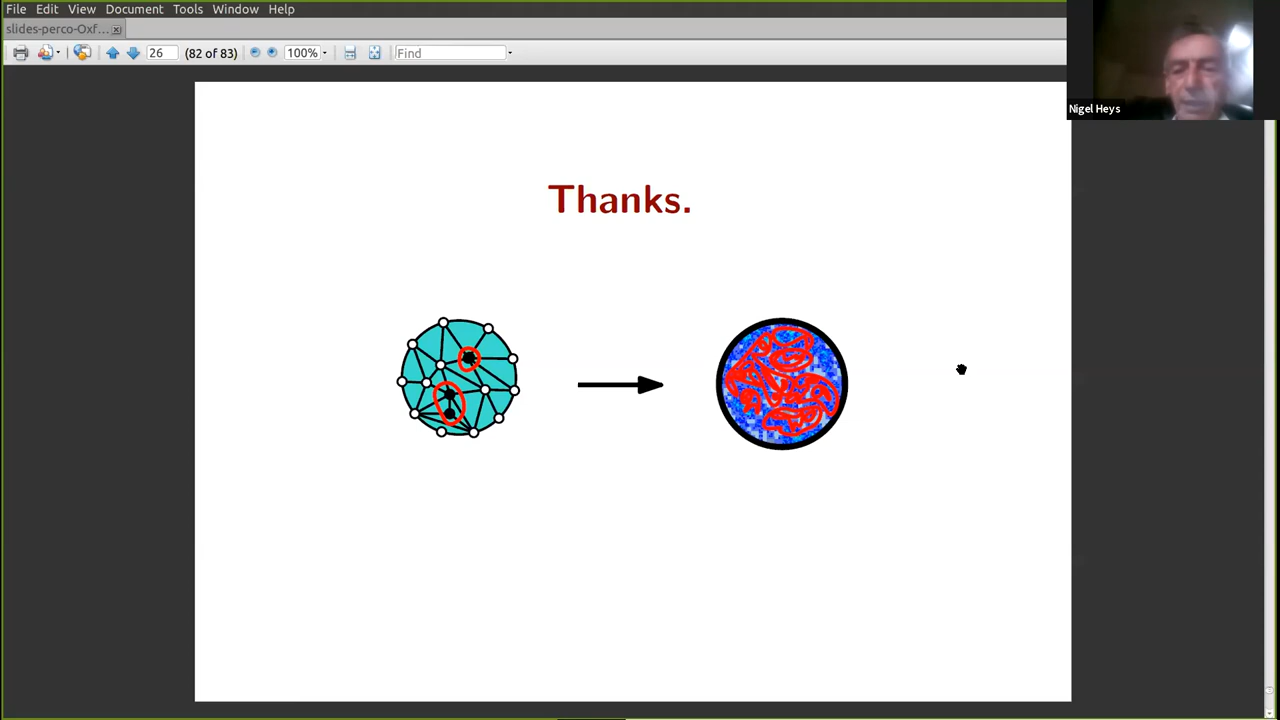 File Edit View Document Tools Window Help
slides-perco-Oxf...
26 (82 of 83) 100% Find
Nigel Heys
Thanks.